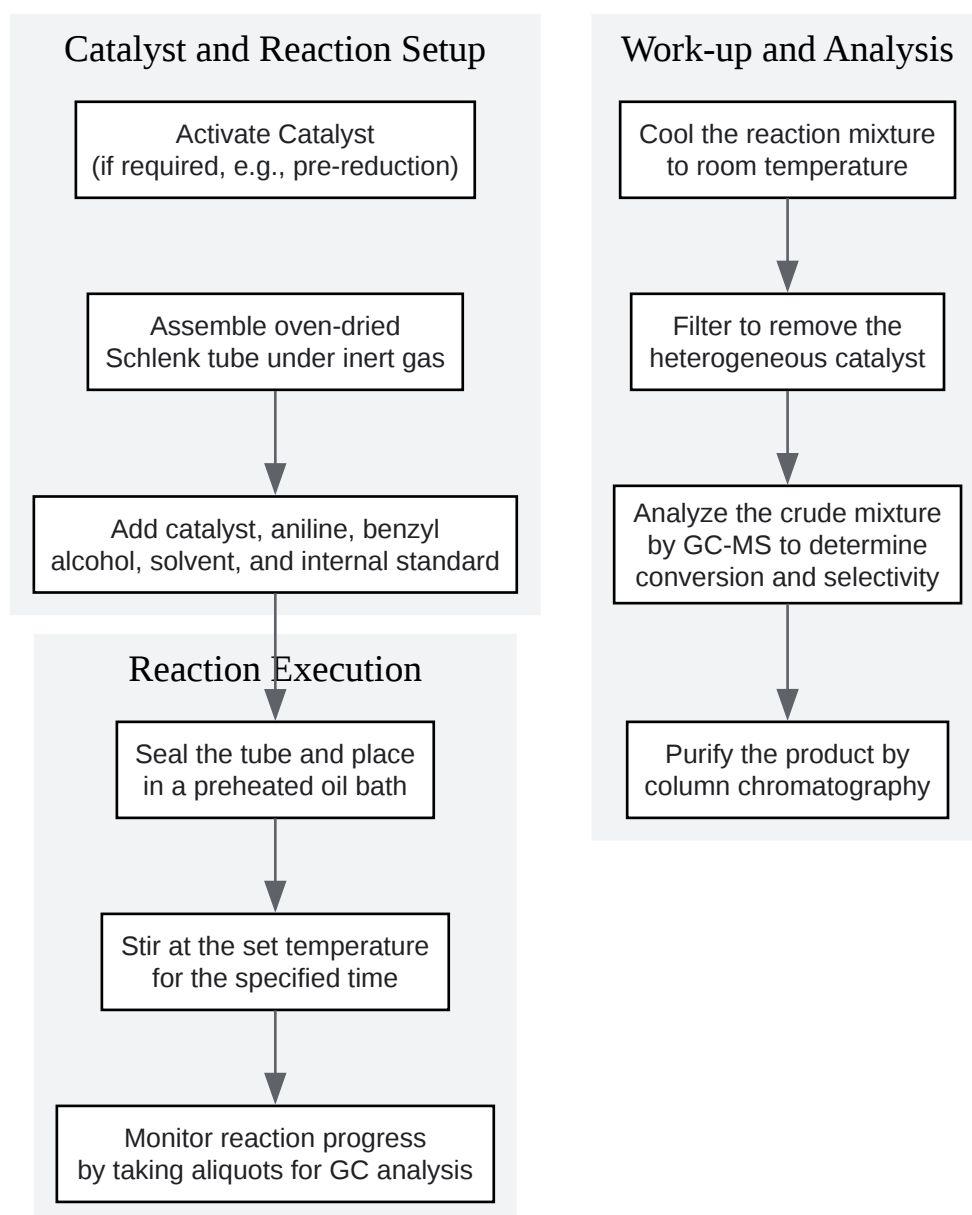 Catalyst and Reaction Setup
Activate Catalyst
(if required, e.g., pre-reduction)
Assemble oven-dried
Schlenk tube under inert gas
Add catalyst, aniline, benzyl
alcohol, solvent, and internal standard
Reaction Execution
Seal the tube and place
in a preheated oil bath
Stir at the set temperature
for the specified time
Monitor reaction progress
by taking aliquots for GC analysis
Work-up and Analysis
Cool the reaction mixture
to room temperature
Filter to remove the
heterogeneous catalyst
Analyze the crude mixture
by GC-MS to determine
conversion and selectivity
Purify the product by
column chromatography